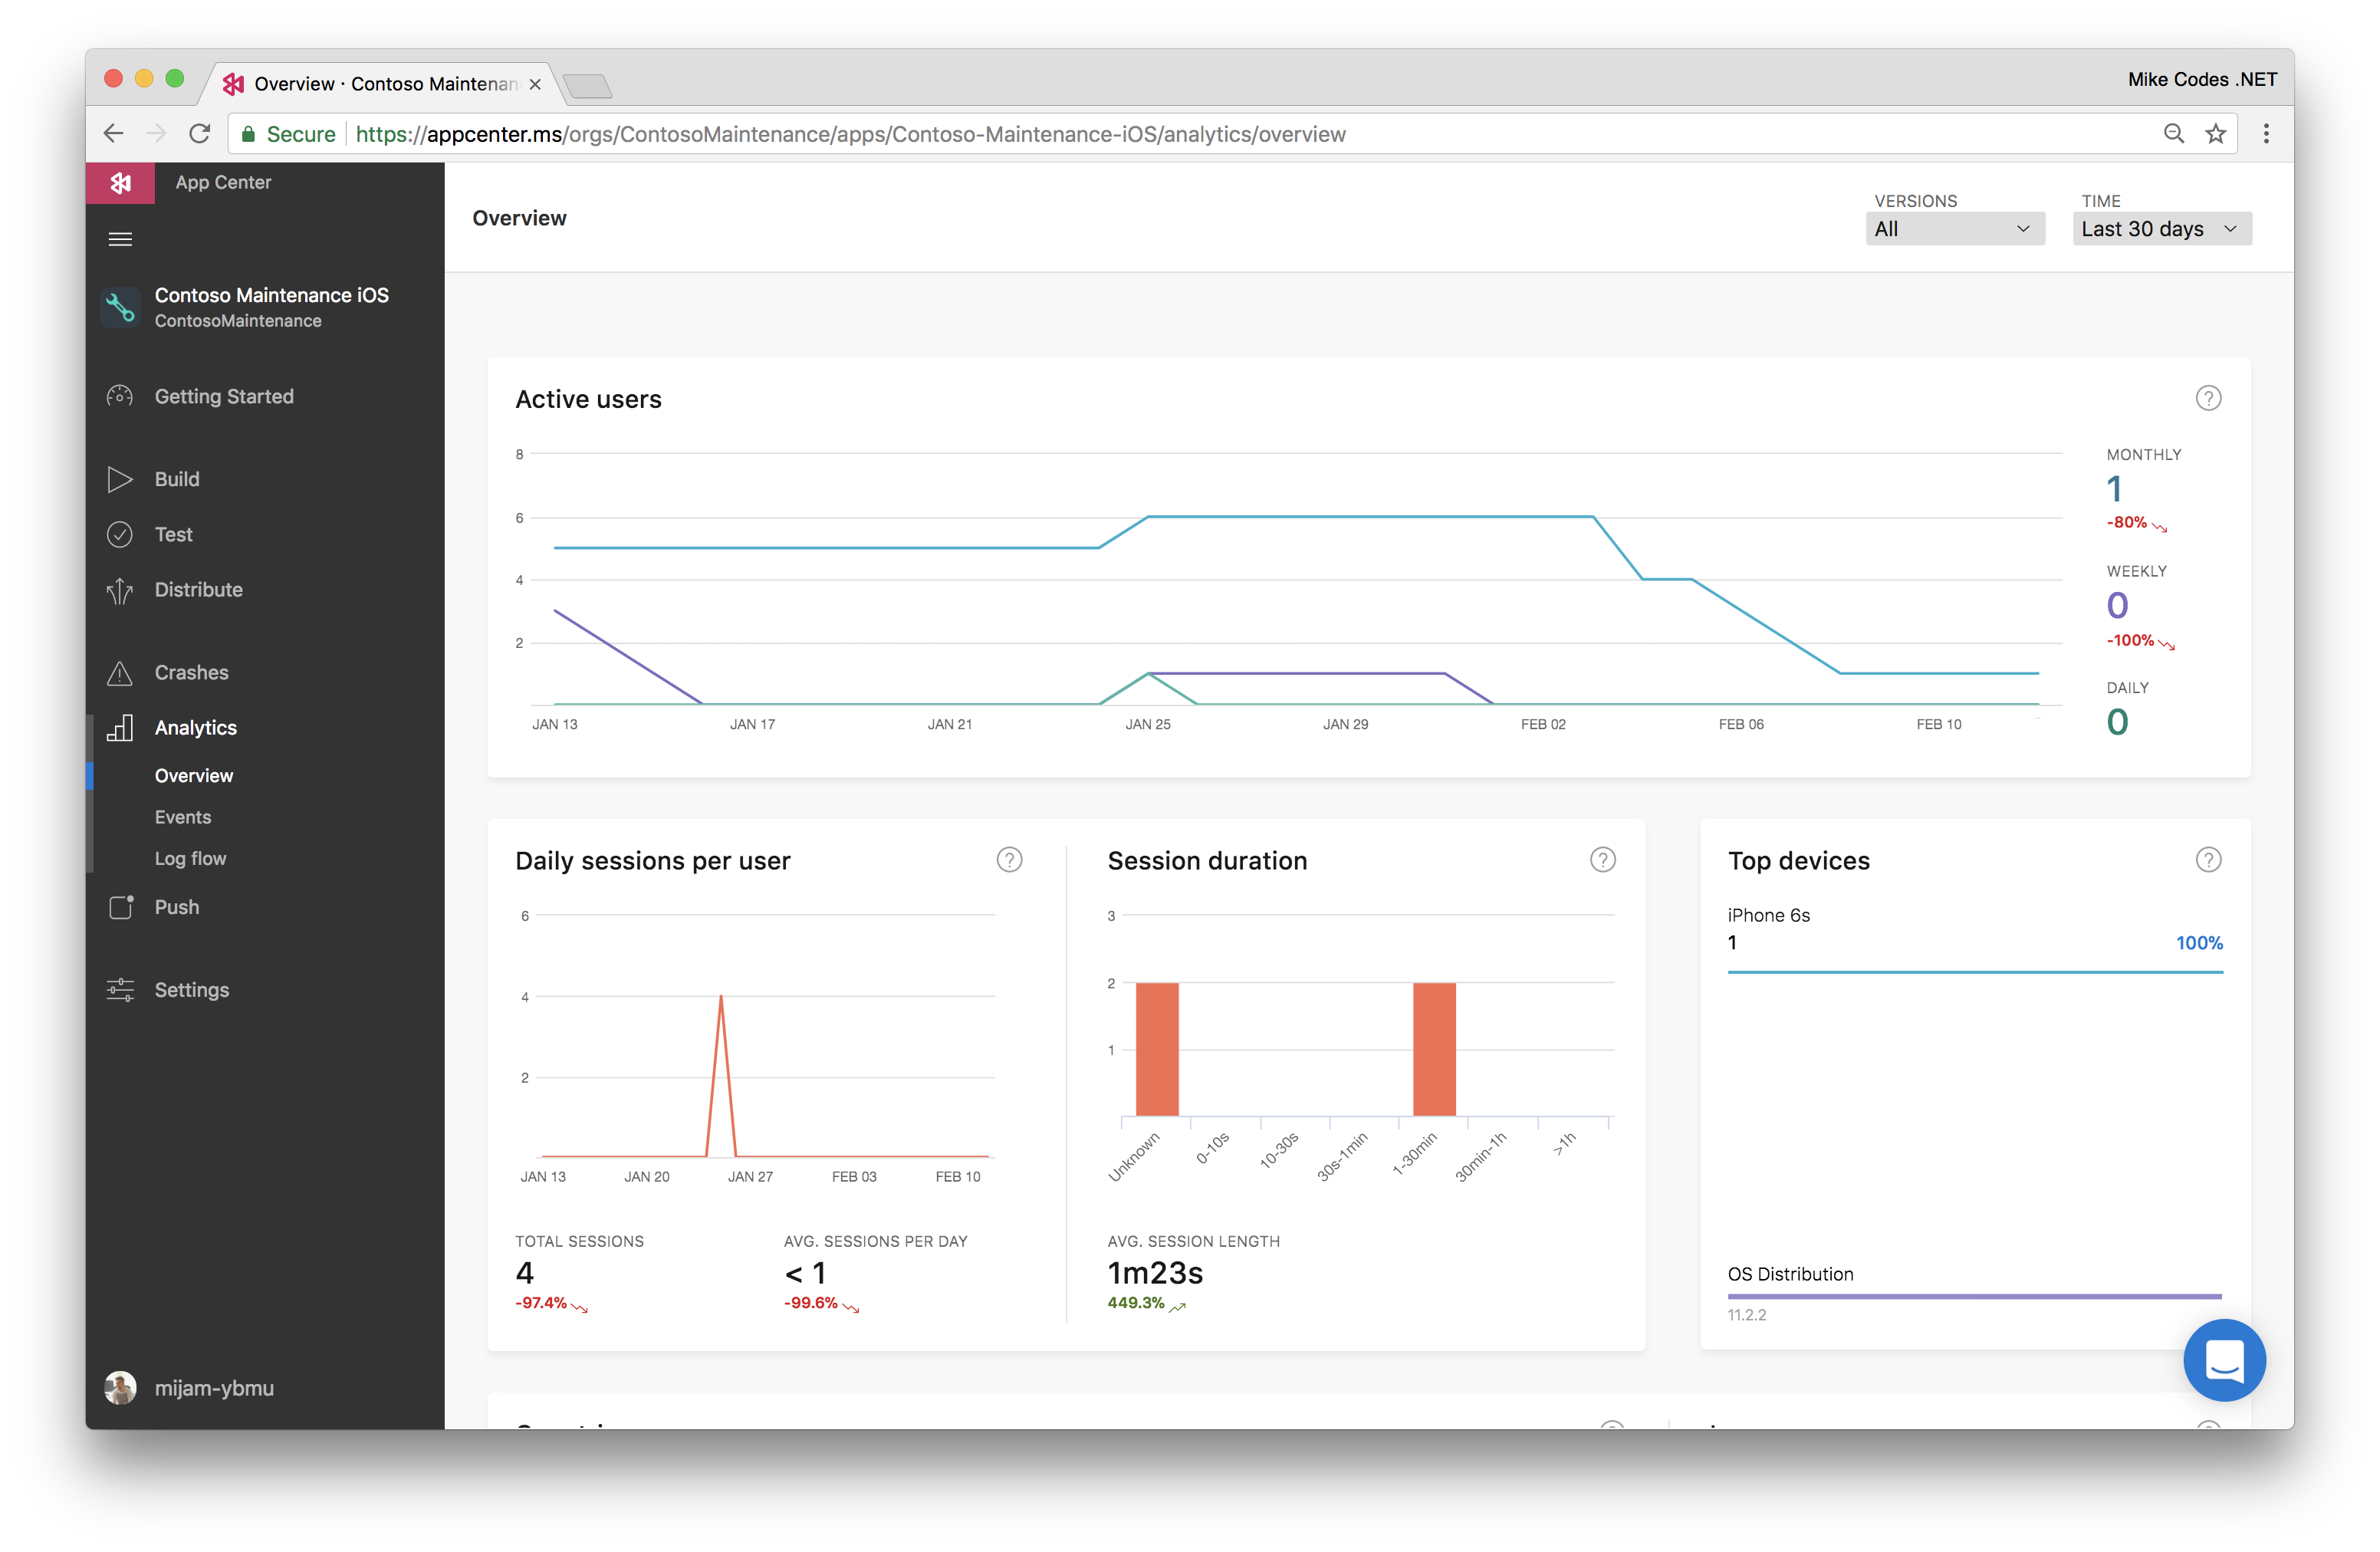 Overview · Contoso Maintenan
Mike Codes .NET
Secure
https://appcenter.ms/orgs/ContosoMaintenance/apps/Contoso-Maintenance-iOS/analytics/overview
App Center
Contoso Maintenance iOS
ContosoMaintenance
Getting Started
Build
Test
Distribute
Crashes
Analytics
Overview
Events
Log flow
Push
Settings
mijam-ybmu
Overview
VERSIONS
All
TIME
Last 30 days
Active users
?
8
6
4
2
JAN 13 JAN 17 JAN 21 JAN 25 JAN 29 FEB 02 FEB 06 FEB 10
MONTHLY
1
-80%
WEEKLY
0
-100%
DAILY
0
Daily sessions per user
?
6
4
2
JAN 13 JAN 20 JAN 27 FEB 03 FEB 10
TOTAL SESSIONS
4
-97.4%
AVG. SESSIONS PER DAY
< 1
-99.6%
Session duration
?
3
2
1
Unknown 0-10s 10-30s 30s-1min 1-30min 30min-1h >1h
AVG. SESSION LENGTH
1m23s
449.3%
Top devices
?
iPhone 6s
1 100%
OS Distribution
11.2.2